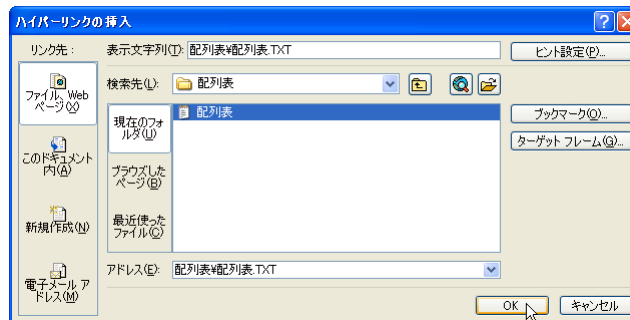 ハイパーリンクの挿入
リンク先：
表示文字列(T):
配列表¥配列表.TXT
ヒント設定(P)...
ファイル、Web
ページ(X)
検索先(L):
配列表
このドキュメント
内(A)
新規作成(N)
電子メール ア
ドレス(M)
現在のフォ
ルダ(U)
ブラウズした
ページ(B)
最近使った
ファイル(C)
配列表
ブックマーク(O)...
ターゲット フレーム(G)...
アドレス(E):
配列表¥配列表.TXT
OK
キャンセル